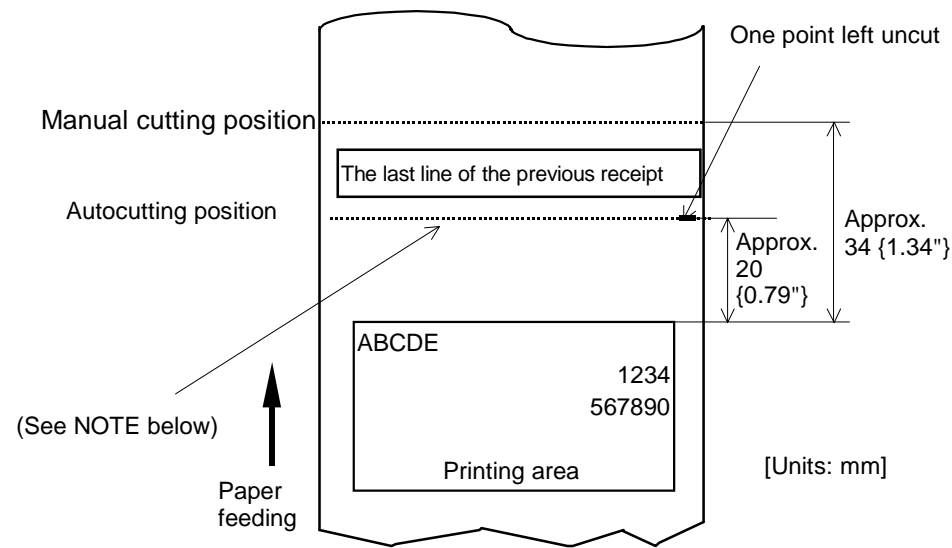 One point left uncut
Manual cutting position
The last line of the previous receipt
Autocutting position
Approx.
34 {1.34"}
Approx.
20
{0.79"}
ABCDE
1234
567890
(See NOTE below)
Printing area
[Units: mm]
Paper
feeding